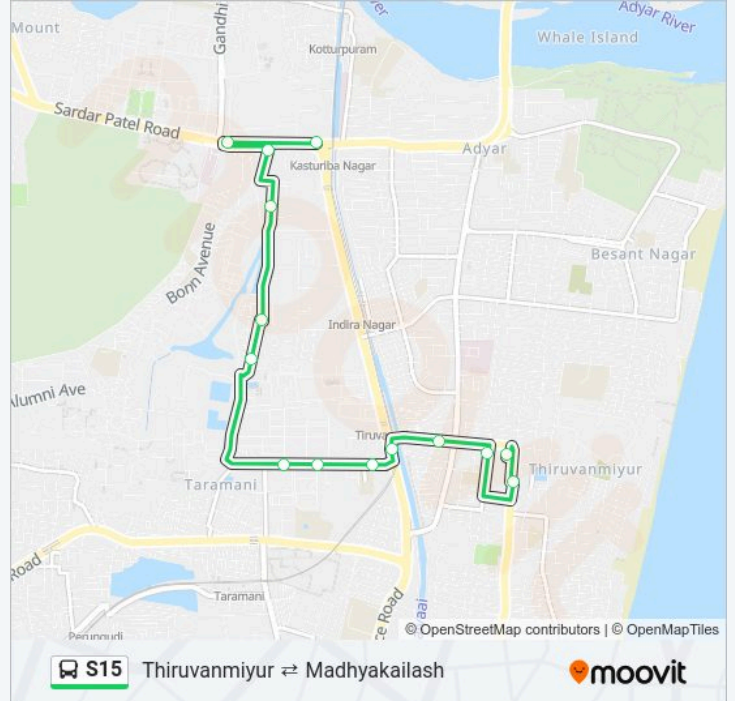 Mount
Gandhi
Adyar River
Whale Island
Kotturpuram
Sardar Patel Road
Adyar
Kasturiba Nagar
Bonn Avenue
Besant Nagar
Indira Nagar
Alumni Ave
Tiruva
Thiruvanmiyur
Taramani
Road
Taramani
ce Road
aai
Perungudi
© OpenStreetMap contributors | © OpenMapTiles
S15 Thiruvanmiyur ⇄ Madhyakailash
moovit